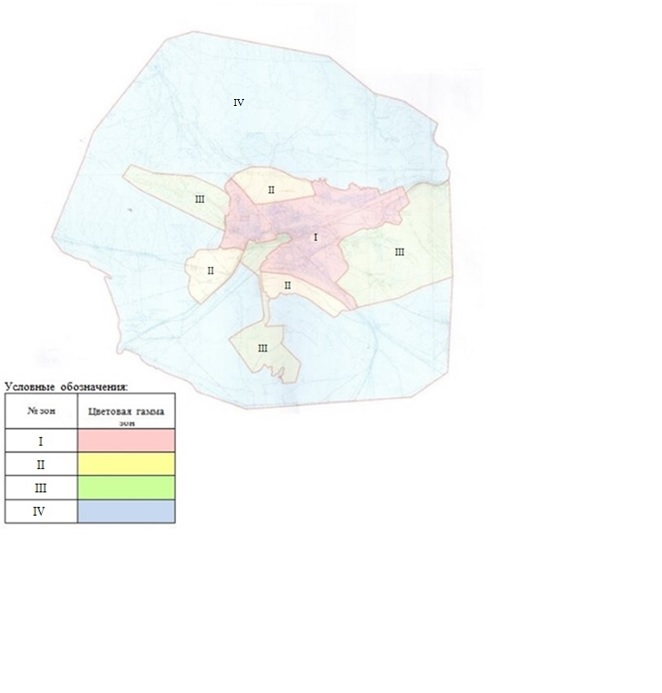 IV
II
III
I
III
II
II
III
Условные обозначения:
№ зон
Цветовая гамма
зон
I
II
III
IV